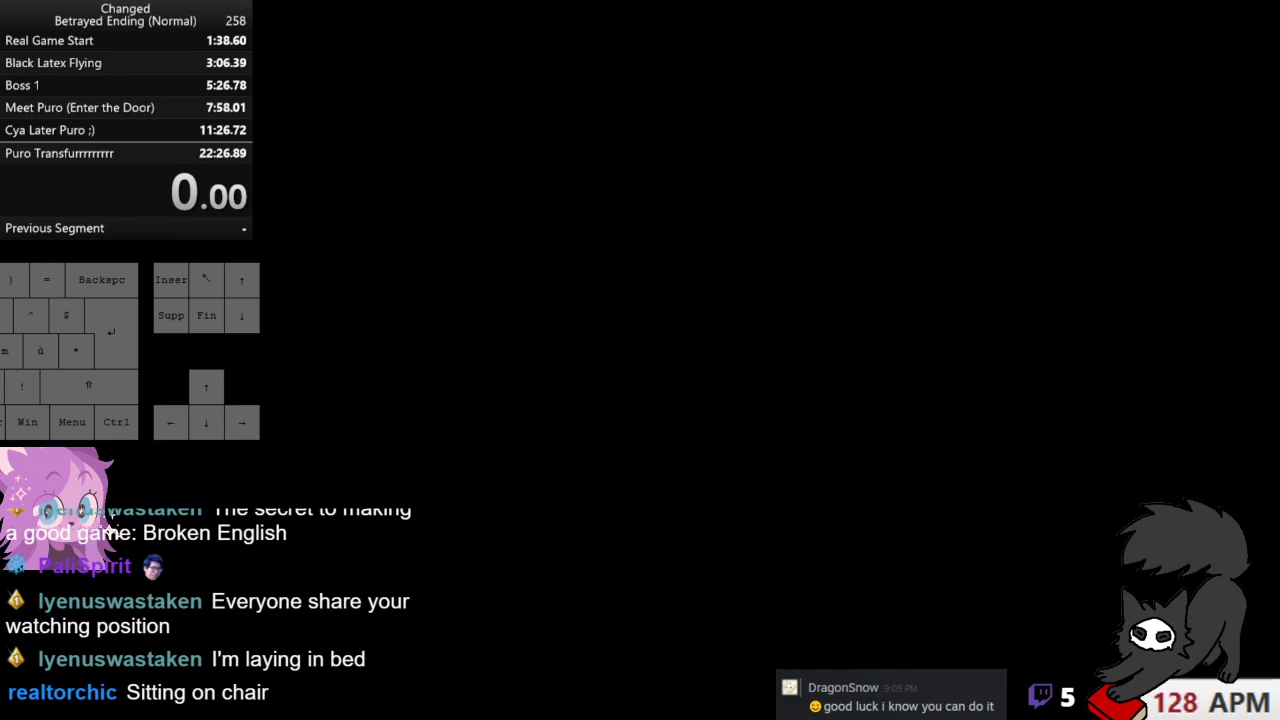 Changed
Betrayed Ending (Normal) 258
Real Game Start 1:38.60
Black Latex Flying 3:06.39
Boss 1 5:26.78
Meet Puro (Enter the Door) 7:58.01
Cya Later Puro ;) 11:26.72
Puro Transfurrrrrrrrr 22:26.89
0.00
Previous Segment -
) = Backspc Inser ↖ ↑
^ $ ↵ Supp Fin ↓
m ù *
! ⇧ ↑
Win Menu Ctrl ← ↓ →
lyenuswastaken The secret to making
a good game: Broken English
PaliSpirit
lyenuswastaken Everyone share your
watching position
lyenuswastaken I'm laying in bed
realtorchic Sitting on chair
DragonSnow 9:05 PM
😊good luck i know you can do it
5
128 APM